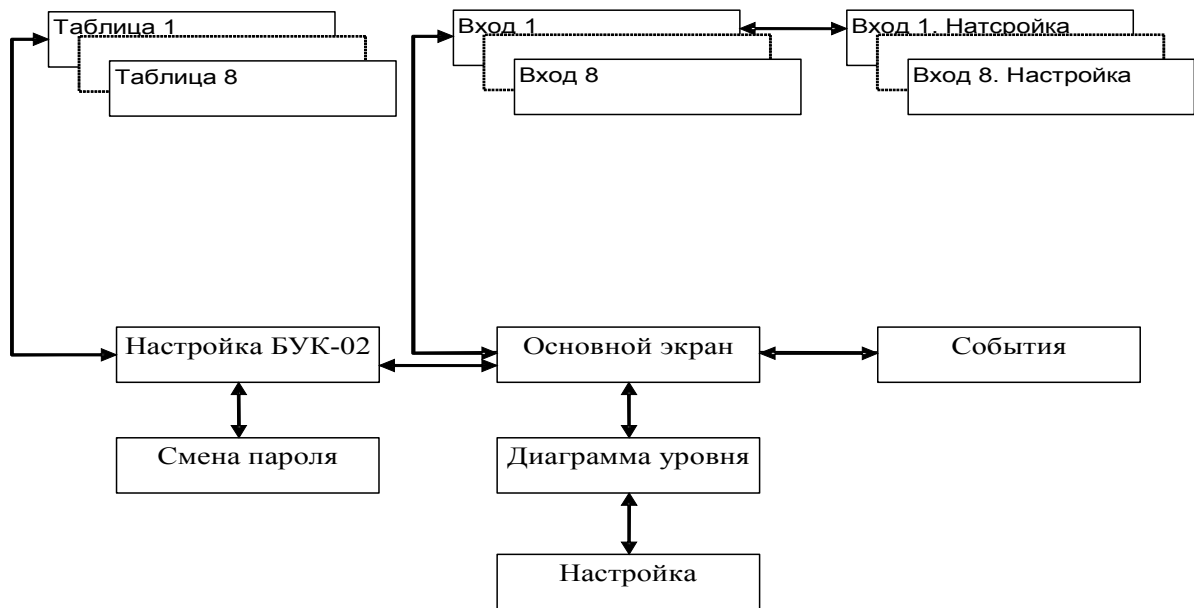 Таблица 1
Таблица 8
Вход 1
Вход 8
Вход 1. Натсройка
Вход 8. Настройка
Настройка БУК-02
Основной экран
События
Смена пароля
Диаграмма уровня
Настройка